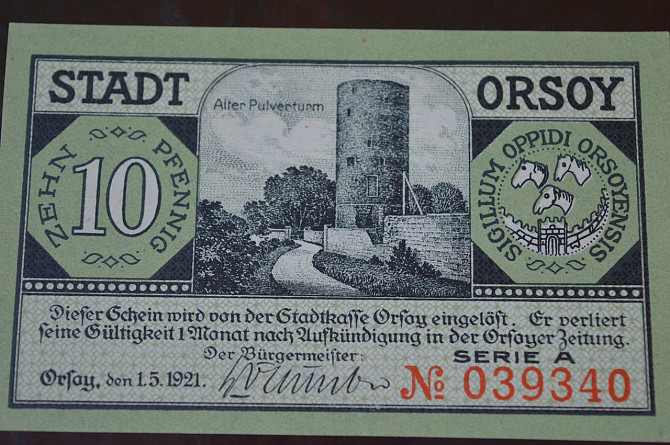 STADT ORSOY
Alter Pulverturm
ZEHN 10 PFENNIG
SIGILLUM OPPIDI ORSOYENSIS
Dieser Schein wird von der Stadtkasse Orsoy eingelöst. Er verliert
seine Gültigkeit 1 Monat nach Aufkündigung in der Orsoyer Zeitung.
Der Bürgermeister:
SERIE A
Orsoy, den 1.5.1921.
№ 039340